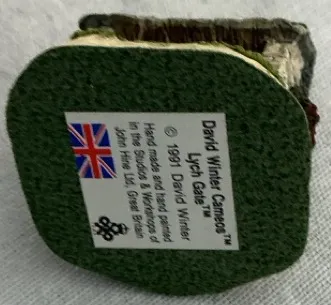 David Winter Cameos™
Lych Gate™
© 1991 David Winter
Hand made and hand painted
in the Studios & Workshops of
John Hine Ltd, Great Britain